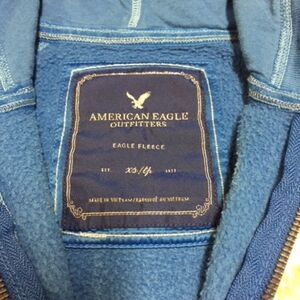 AMERICAN EAGLE
OUTFITTERS
EAGLE FLEECE
EST. XS/TP 1977
MADE IN VIETNAM/FABRIQUÉ AU VIETNAM